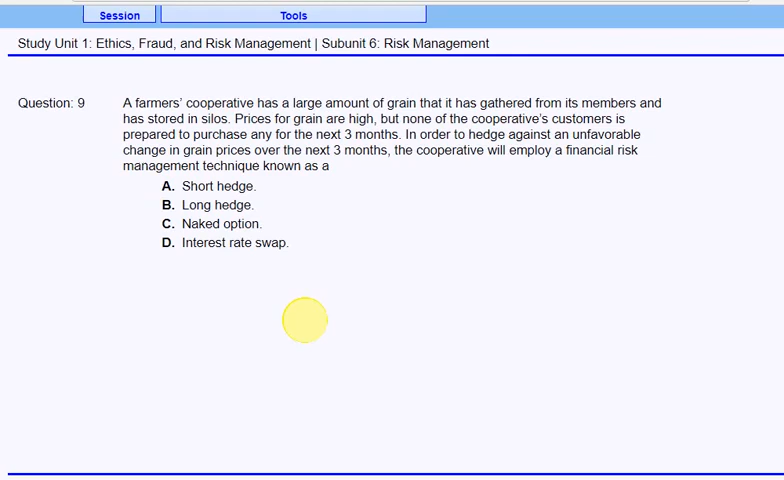 Session Tools
Study Unit 1: Ethics, Fraud, and Risk Management | Subunit 6: Risk Management
Question: 9 A farmers' cooperative has a large amount of grain that it has gathered from its members and
has stored in silos. Prices for grain are high, but none of the cooperative's customers is
prepared to purchase any for the next 3 months. In order to hedge against an unfavorable
change in grain prices over the next 3 months, the cooperative will employ a financial risk
management technique known as a
A. Short hedge.
B. Long hedge.
C. Naked option.
D. Interest rate swap.